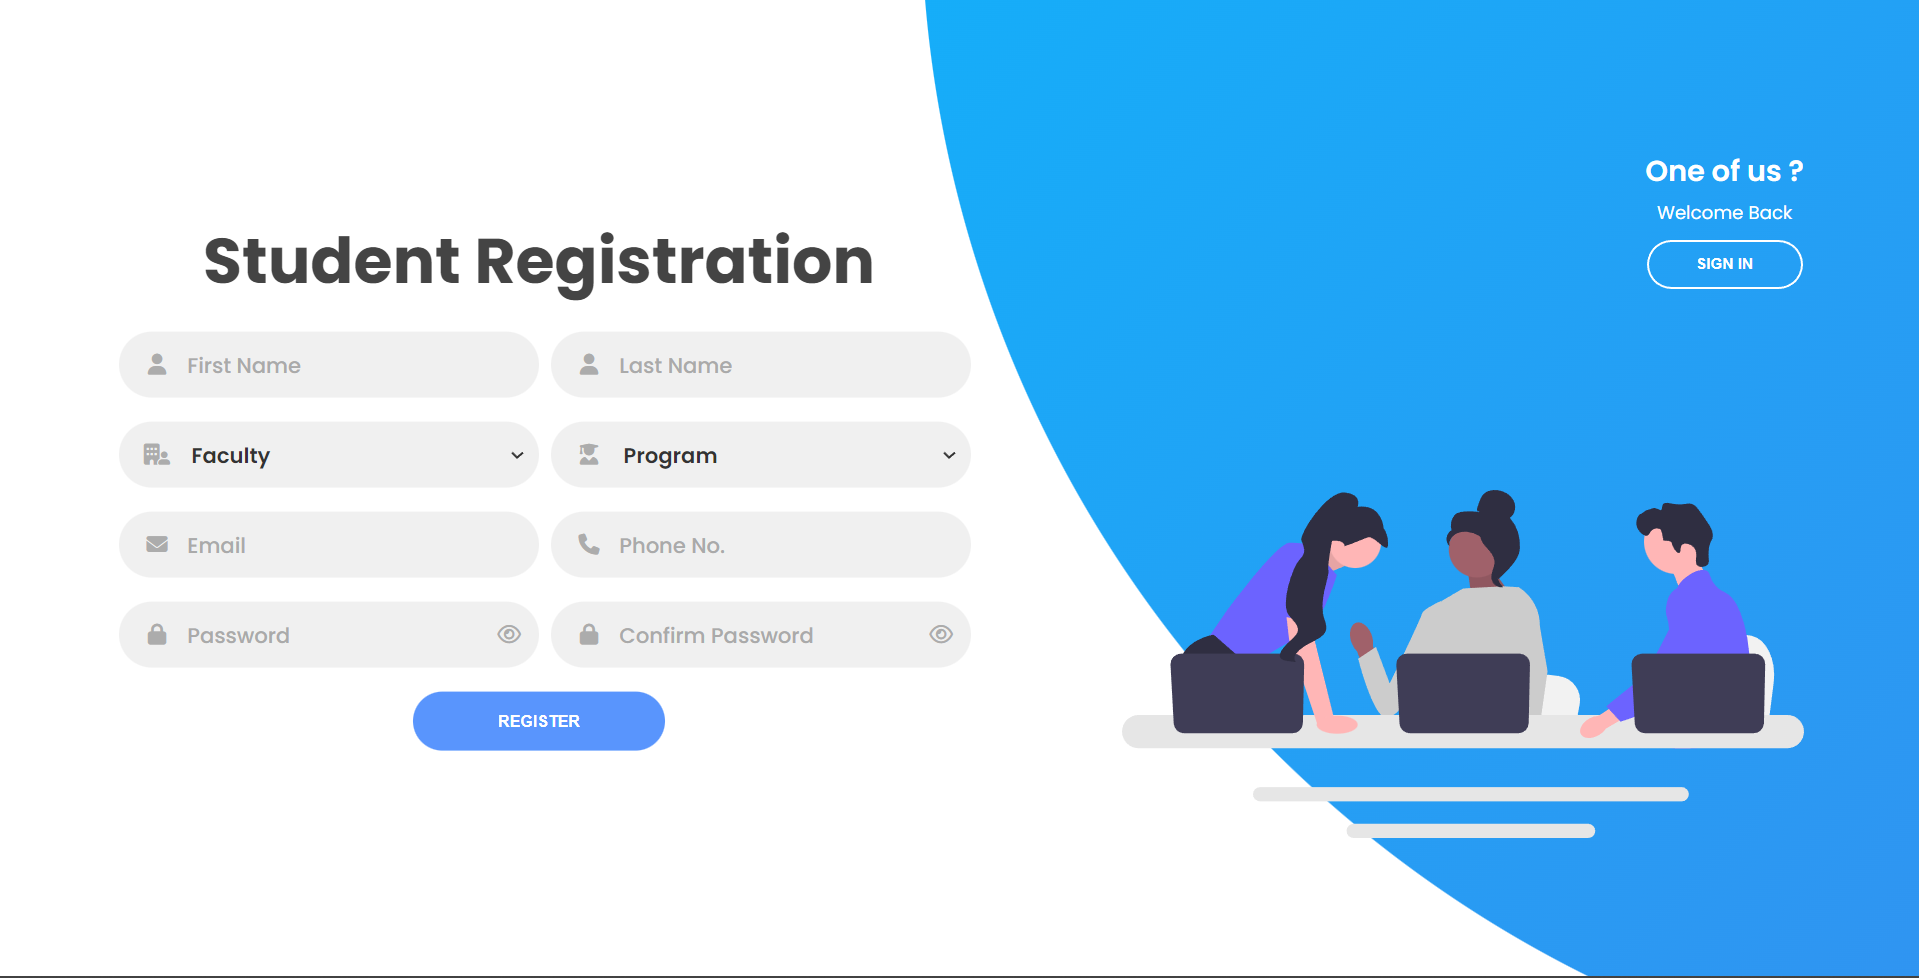 Student Registration
First Name
Last Name
Faculty
Program
Email
Phone No.
Password
Confirm Password
REGISTER
One of us ?
Welcome Back
SIGN IN